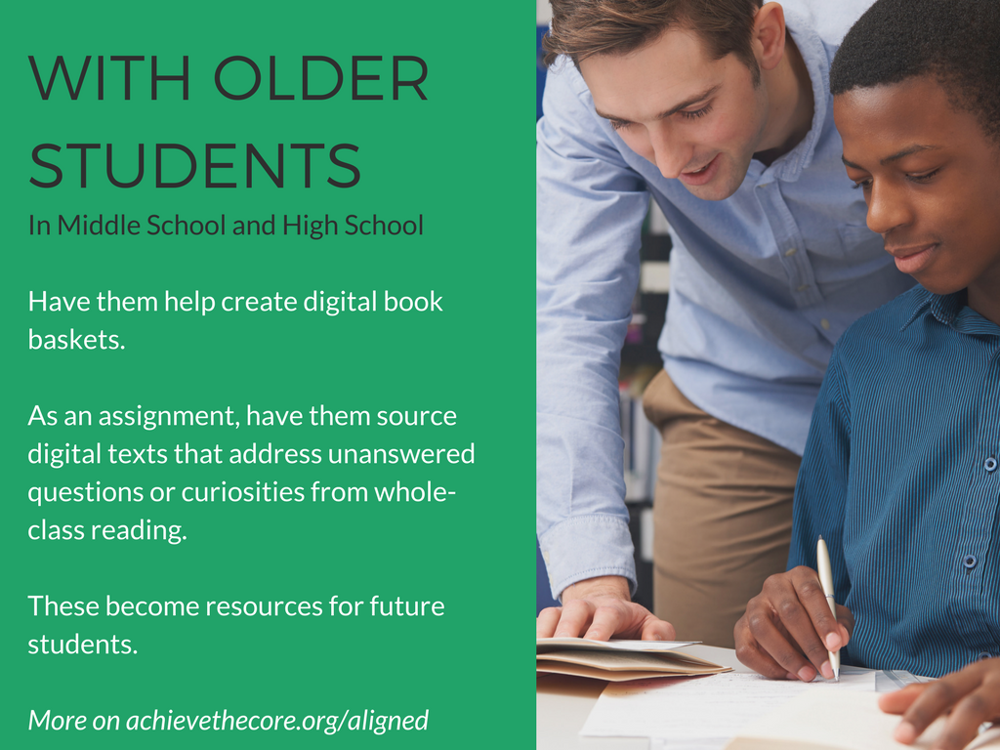 WITH OLDER
STUDENTS
In Middle School and High School
Have them help create digital book
baskets.
As an assignment, have them source
digital texts that address unanswered
questions or curiosities from whole-
class reading.
These become resources for future
students.
More on achievethecore.org/aligned